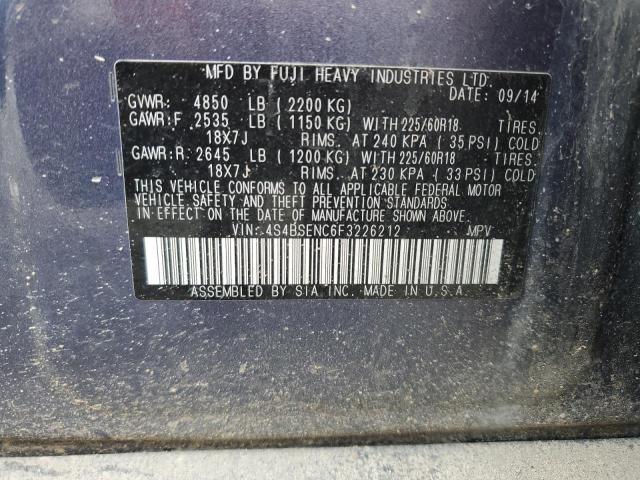 MFD BY FUJI HEAVY INDUSTRIES LTD.
DATE: 09/14
GVWR: 4850 LB (2200 KG)
GAWR:F 2535 LB (1150 KG) WITH 225/60R18 TIRES.
18X7J RIMS. AT 240 KPA (35 PSI) COLD
GAWR:R 2645 LB (1200 KG) WITH 225/60R18 TIRES.
18X7J RIMS. AT 230 KPA (33 PSI) COLD
THIS VEHICLE CONFORMS TO ALL APPLICABLE FEDERAL MOTOR
VEHICLE SAFETY AND THEFT PREVENTION STANDARDS
IN EFFECT ON THE DATE OF MANUFACTURE SHOWN ABOVE.
VIN: 4S4BSENC6F3226212 MPV
ASSEMBLED BY SIA INC. MADE IN U.S.A.